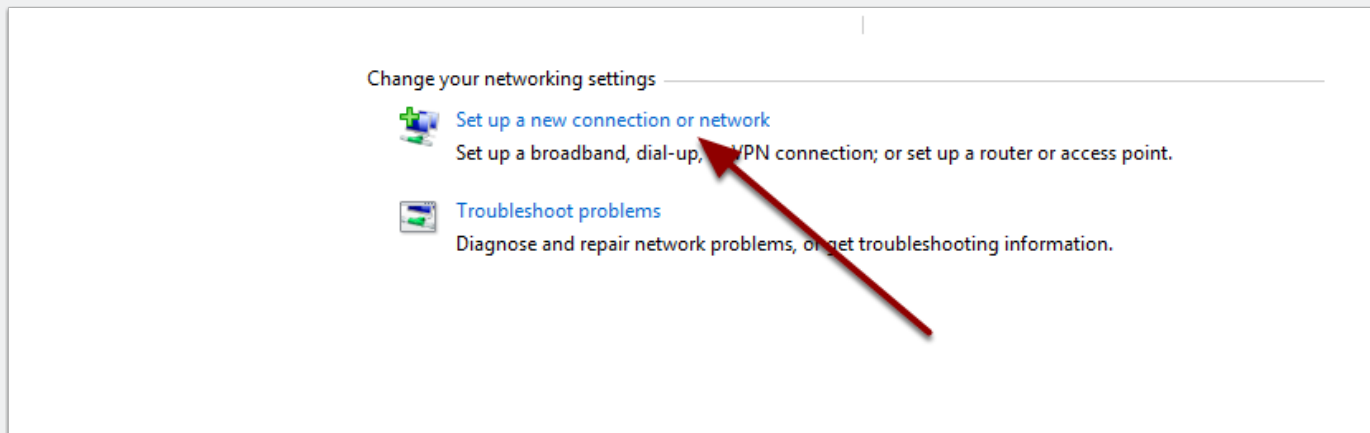 Change your networking settings
Set up a new connection or network
Set up a broadband, dial-up, VPN connection; or set up a router or access point.
Troubleshoot problems
Diagnose and repair network problems, or get troubleshooting information.